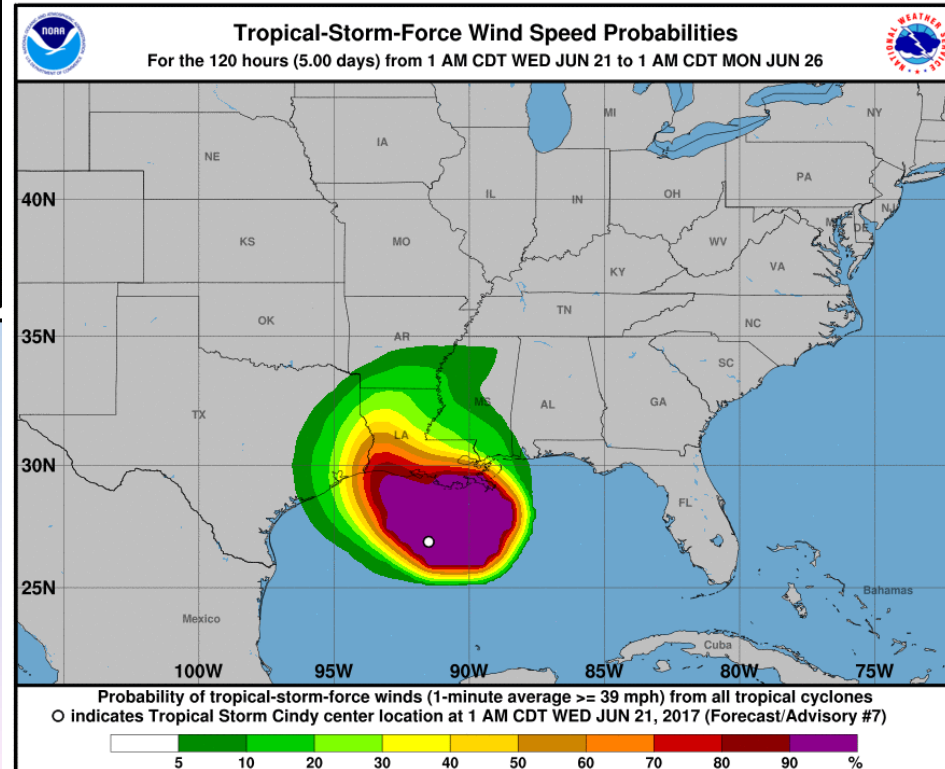 Tropical-Storm-Force Wind Speed Probabilities
For the 120 hours (5.00 days) from 1 AM CDT WED JUN 21 to 1 AM CDT MON JUN 26
NOAA
NATIONAL WEATHER SERVICE
MI
NY
NE
IA
PA
40N
IL
IN
OH
NJ
DE
KS
MO
WV
VA
KY
OK
TN
NC
35N
AR
SC
TX
MS
AL
GA
LA
30N
FL
25N
Bahamas
Mexico
Cuba
100W 95W 90W 85W 80W 75W
Probability of tropical-storm-force winds (1-minute average >= 39 mph) from all tropical cyclones
indicates Tropical Storm Cindy center location at 1 AM CDT WED JUN 21, 2017 (Forecast/Advisory #7)
5 10 20 30 40 50 60 70 80 90 %